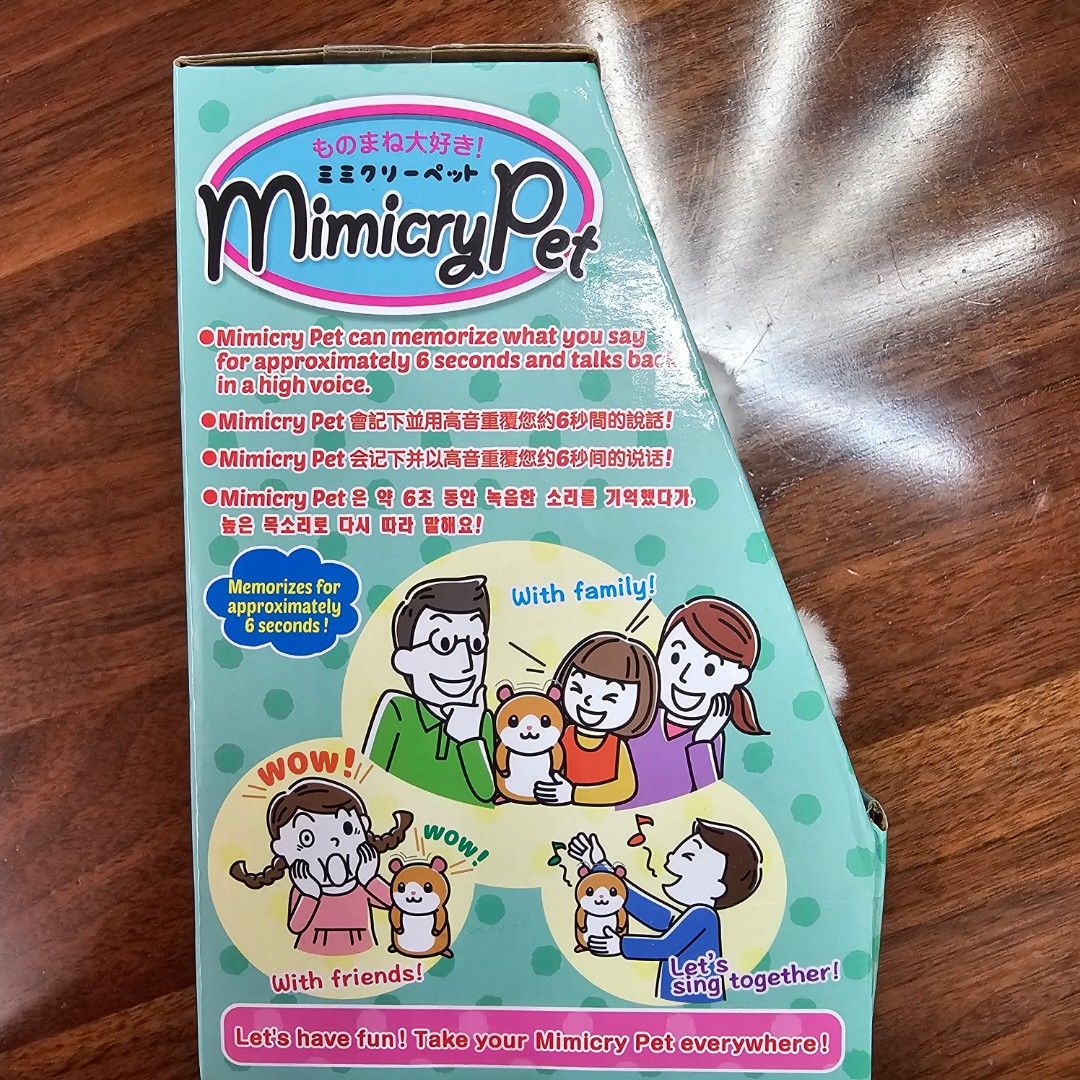 ものまね大好き!
ミミクリーペット
Mimicry Pet
●Mimicry Pet can memorize what you say
for approximately 6 seconds and talks back
in a high voice.
●Mimicry Pet 會記下並用高音重覆您約6秒間的說話!
●Mimicry Pet 会记下并以高音重覆您约6秒间的说话!
●Mimicry Pet 은 약 6초 동안 녹음한 소리를 기억했다가,
높은 목소리로 다시 따라 말해요!
Memorizes for
approximately
6 seconds !
With family!
WOW!
WOW!
With friends!
Let's
sing together!
Let's have fun! Take your Mimicry Pet everywhere!